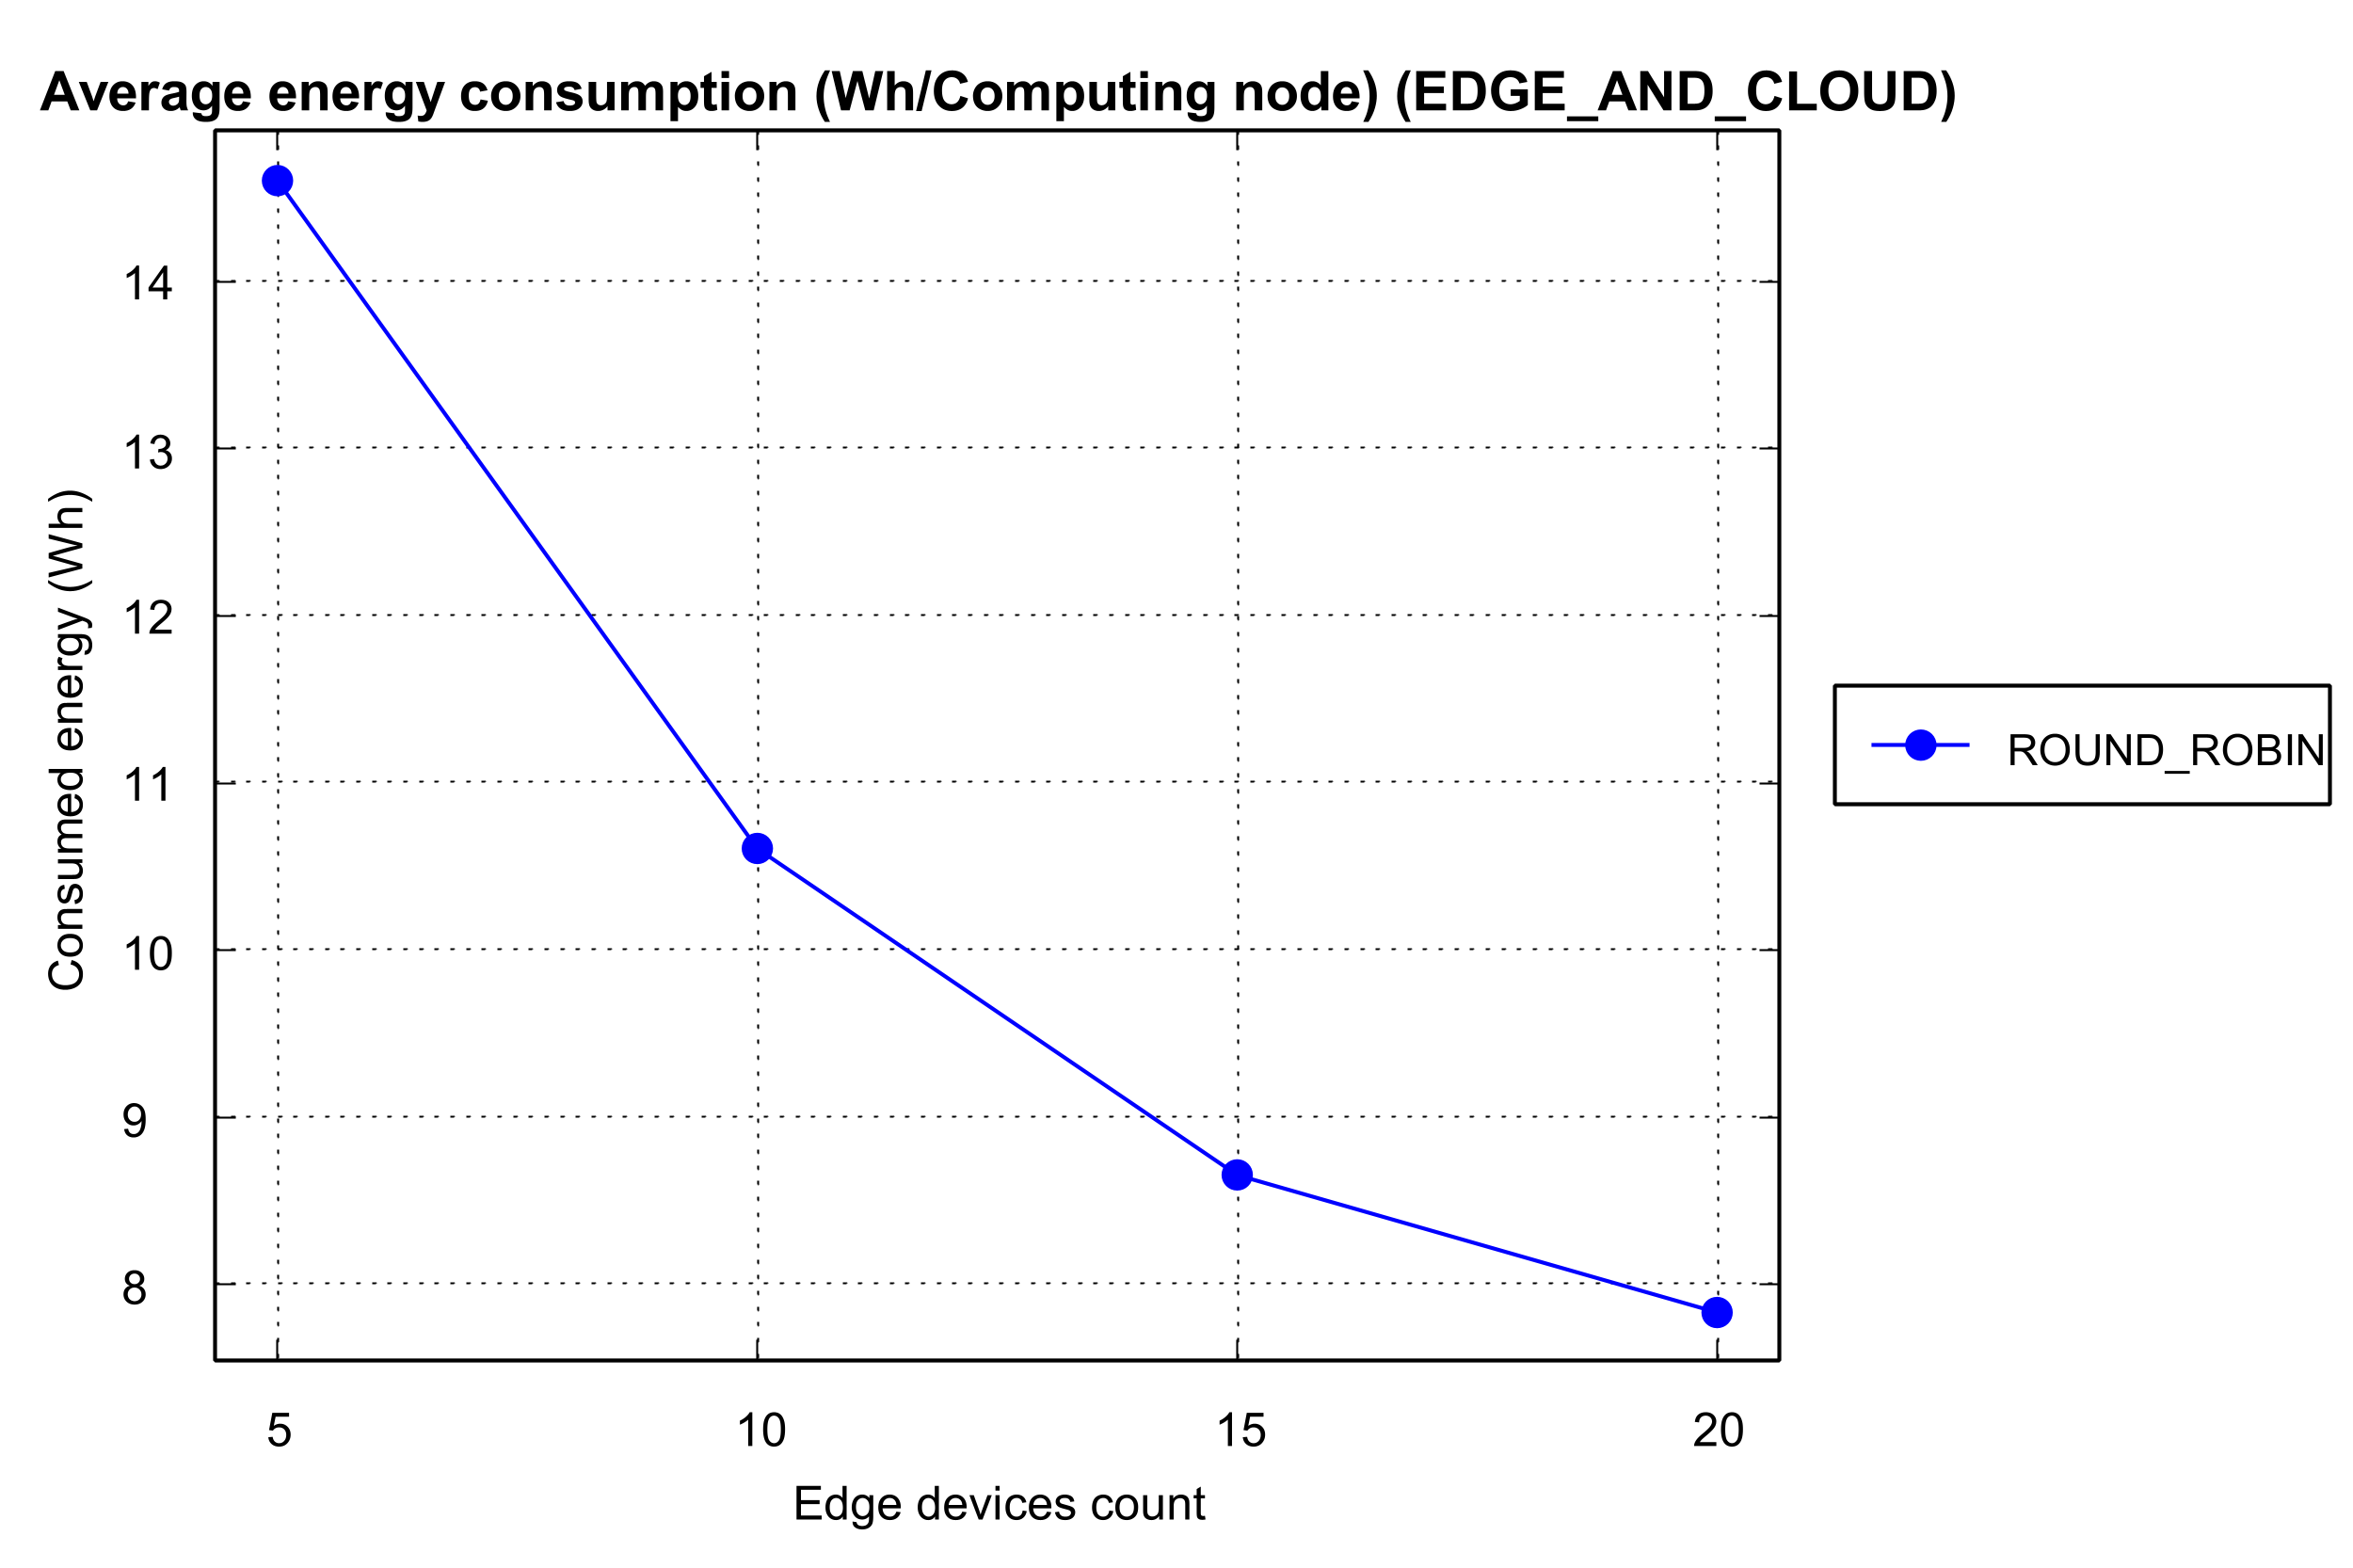 Average energy consumption (Wh/Computing node) (EDGE_AND_CLOUD)
14
13
12
11
10
9
8
Consumed energy (Wh)
5 10 15 20
Edge devices count
ROUND_ROBIN